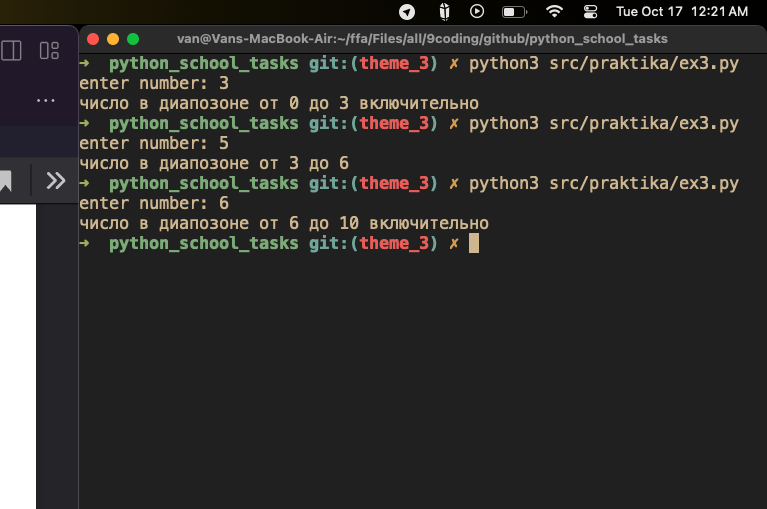 Tue Oct 17 12:21 AM
van@Vans-MacBook-Air:~/ffa/Files/all/9coding/github/python_school_tasks
→ python_school_tasks git:(theme_3) ✗ python3 src/praktika/ex3.py
enter number: 3
число в диапозоне от 0 до 3 включительно
→ python_school_tasks git:(theme_3) ✗ python3 src/praktika/ex3.py
enter number: 5
число в диапозоне от 3 до 6
→ python_school_tasks git:(theme_3) ✗ python3 src/praktika/ex3.py
enter number: 6
число в диапозоне от 6 до 10 включительно
→ python_school_tasks git:(theme_3) ✗